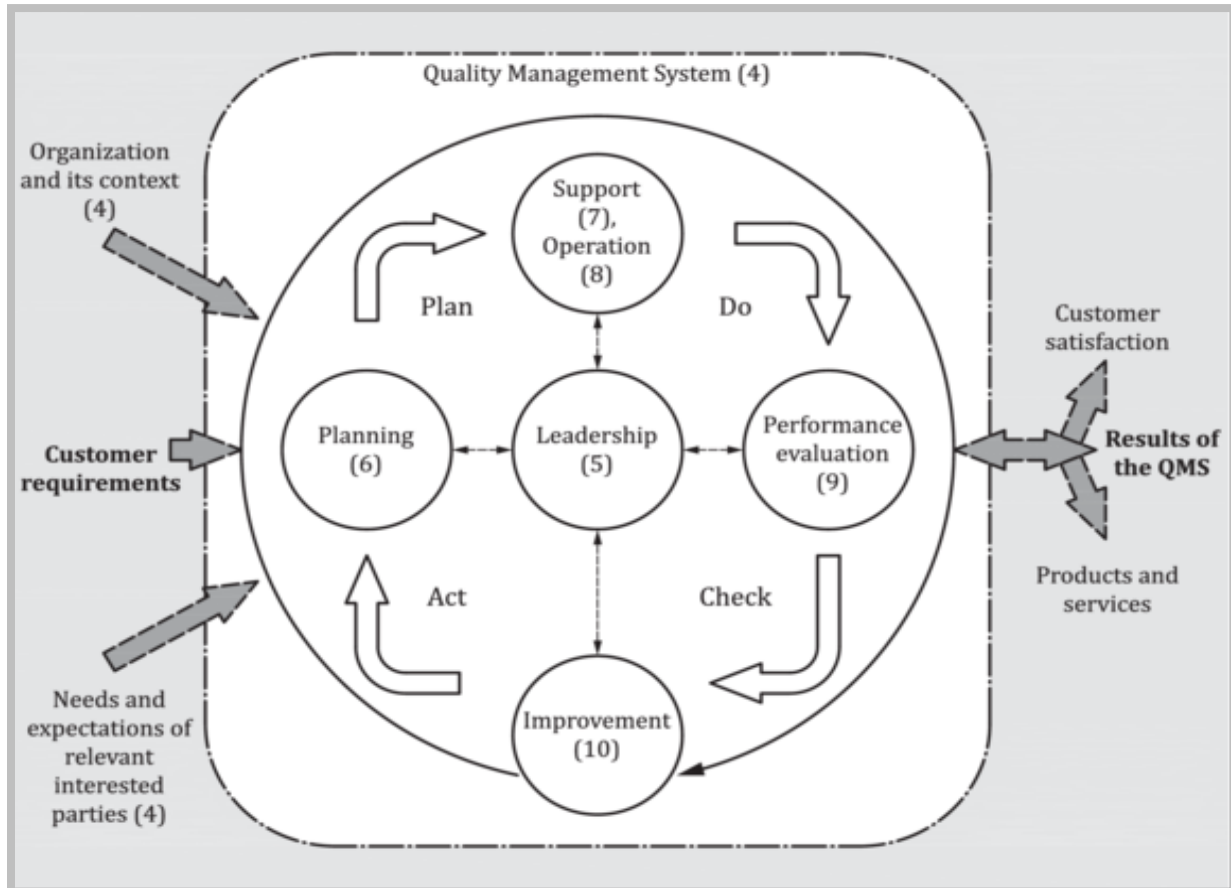 Quality Management System (4)
Organization
and its context
(4)
Support
(7),
Operation
(8)
Plan
Do
Customer
satisfaction
Customer
requirements
Planning
(6)
Leadership
(5)
Performance
evaluation
(9)
Results of
the QMS
Act
Check
Products and
services
Needs and
expectations of
relevant
interested
parties (4)
Improvement
(10)